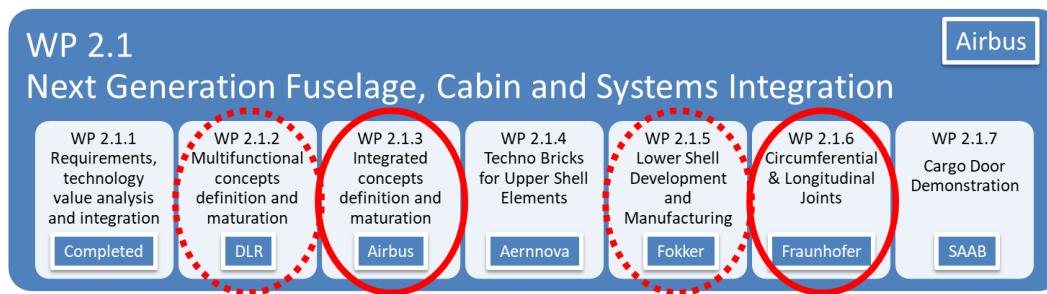 WP 2.1
Airbus
Next Generation Fuselage, Cabin and Systems Integration
WP 2.1.1
Requirements,
technology
value analysis
and integration
Completed
WP 2.1.2
Multifunctional
concepts
definition and
maturation
DLR
WP 2.1.3
Integrated
concepts
definition and
maturation
Airbus
WP 2.1.4
Techno Bricks
for Upper Shell
Elements
Aernnova
WP 2.1.5
Lower Shell
Development
and
Manufacturing
Fokker
WP 2.1.6
Circumferential
& Longitudinal
Joints
Fraunhofer
WP 2.1.7
Cargo Door
Demonstration
SAAB